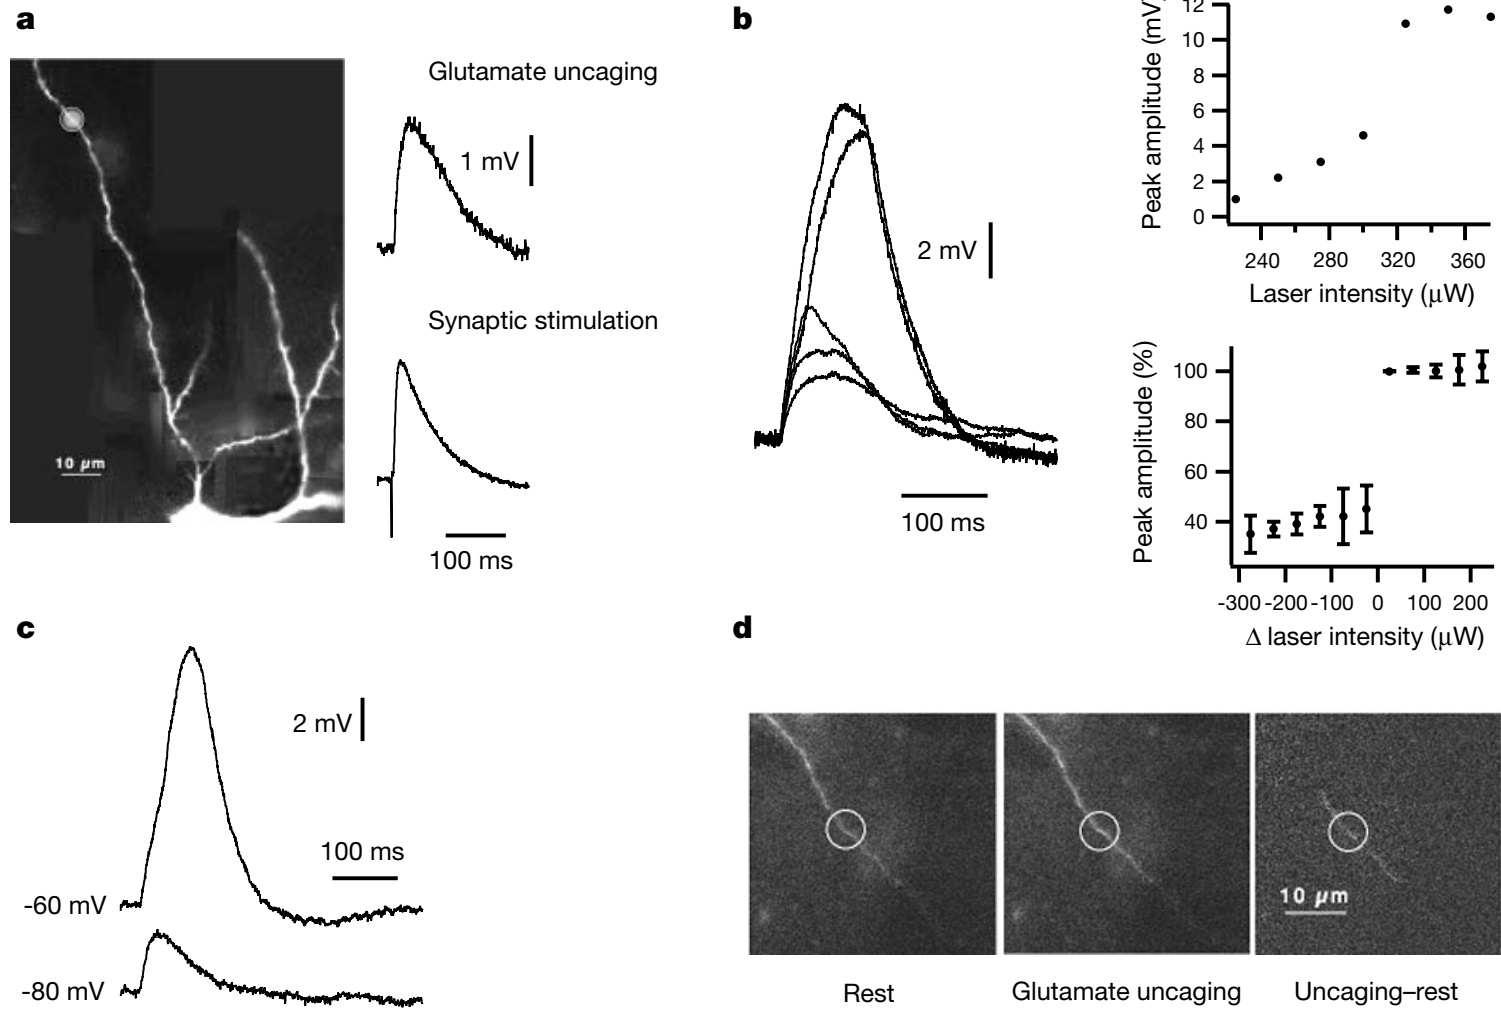 a
Glutamate uncaging
1 mV
Synaptic stimulation
100 ms
10 µm
b
2 mV
100 ms
Peak amplitude (mV)
12
10
8
6
4
2
0
240 280 320 360
Laser intensity (µW)
Peak amplitude (%)
100
80
60
40
-300 -200 -100 0 100 200
Δ laser intensity (µW)
c
2 mV
100 ms
-60 mV
-80 mV
d
10 µm
Rest
Glutamate uncaging
Uncaging–rest